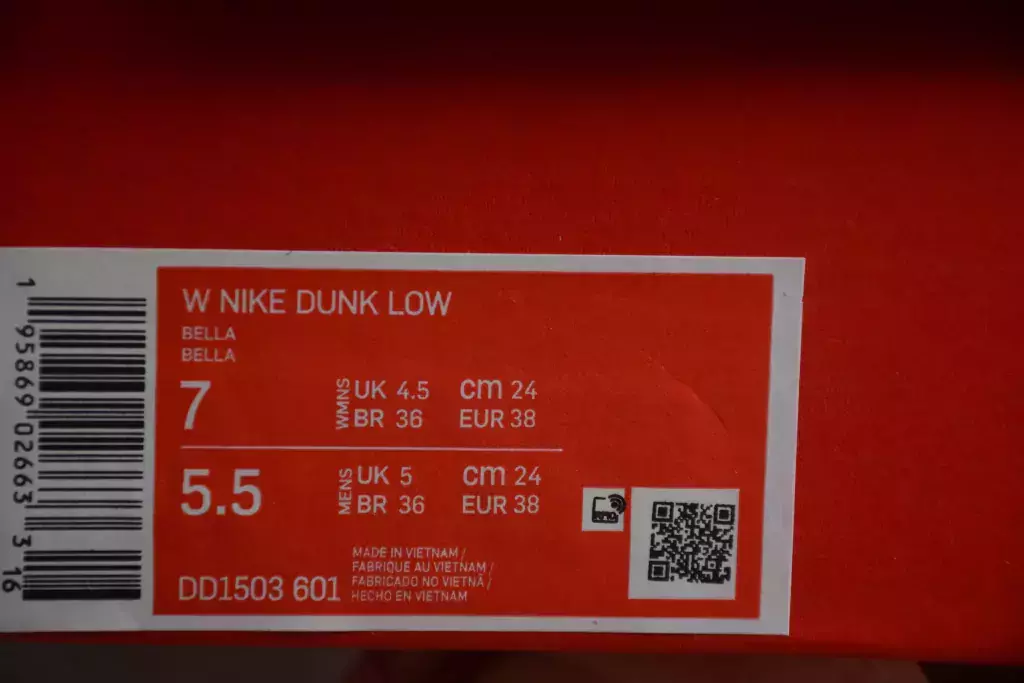 1 95869 02663 3 16
W NIKE DUNK LOW
BELLA
BELLA
7
WMNS
UK 4.5 cm 24
BR 36 EUR 38
5.5
MENS
UK 5 cm 24
BR 36 EUR 38
DD1503 601
MADE IN VIETNAM /
FABRIQUE AU VIETNAM /
FABRICADO NO VIETNÃ /
HECHO EN VIETNAM